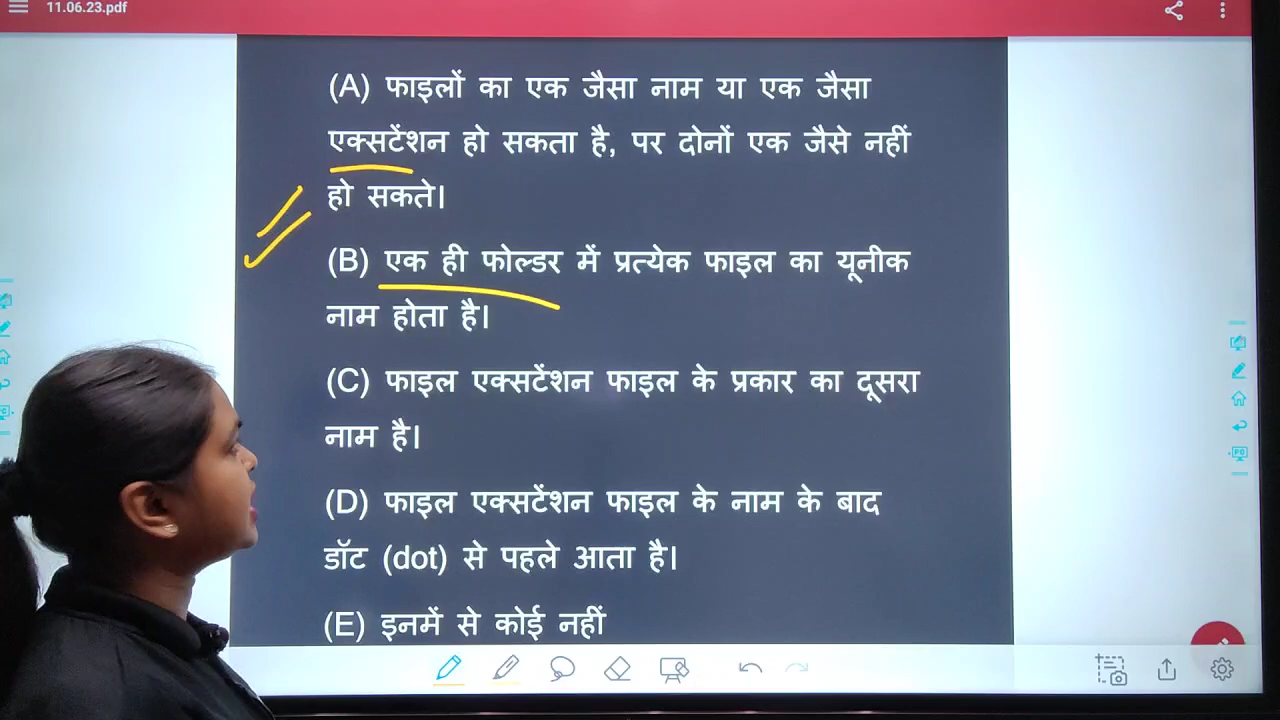 11.06.23.pdf
(A) फाइलों का एक जैसा नाम या एक जैसा
एक्सटेंशन हो सकता है, पर दोनों एक जैसे नहीं
हो सकते।
(B) एक ही फोल्डर में प्रत्येक फाइल का यूनीक
नाम होता है।
(C) फाइल एक्सटेंशन फाइल के प्रकार का दूसरा
नाम है।
(D) फाइल एक्सटेंशन फाइल के नाम के बाद
डॉट (dot) से पहले आता है।
(E) इनमें से कोई नहीं